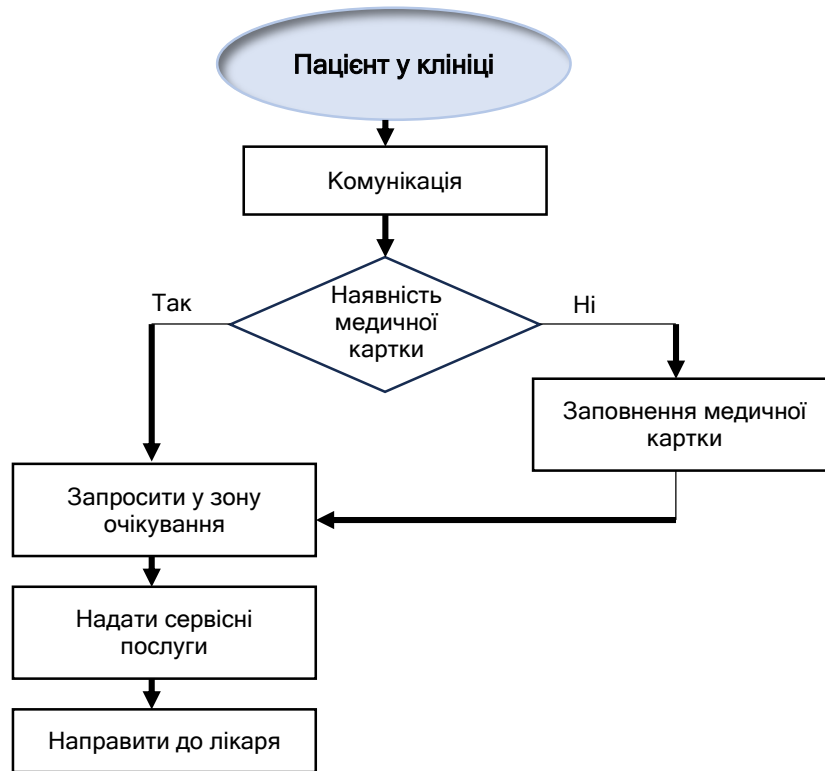 Пацієнт у клініці
Комунікація
Наявність
медичної
картки
Так
Ні
Заповнення медичної
картки
Запросити у зону
очікування
Надати сервісні
послуги
Направити до лікаря